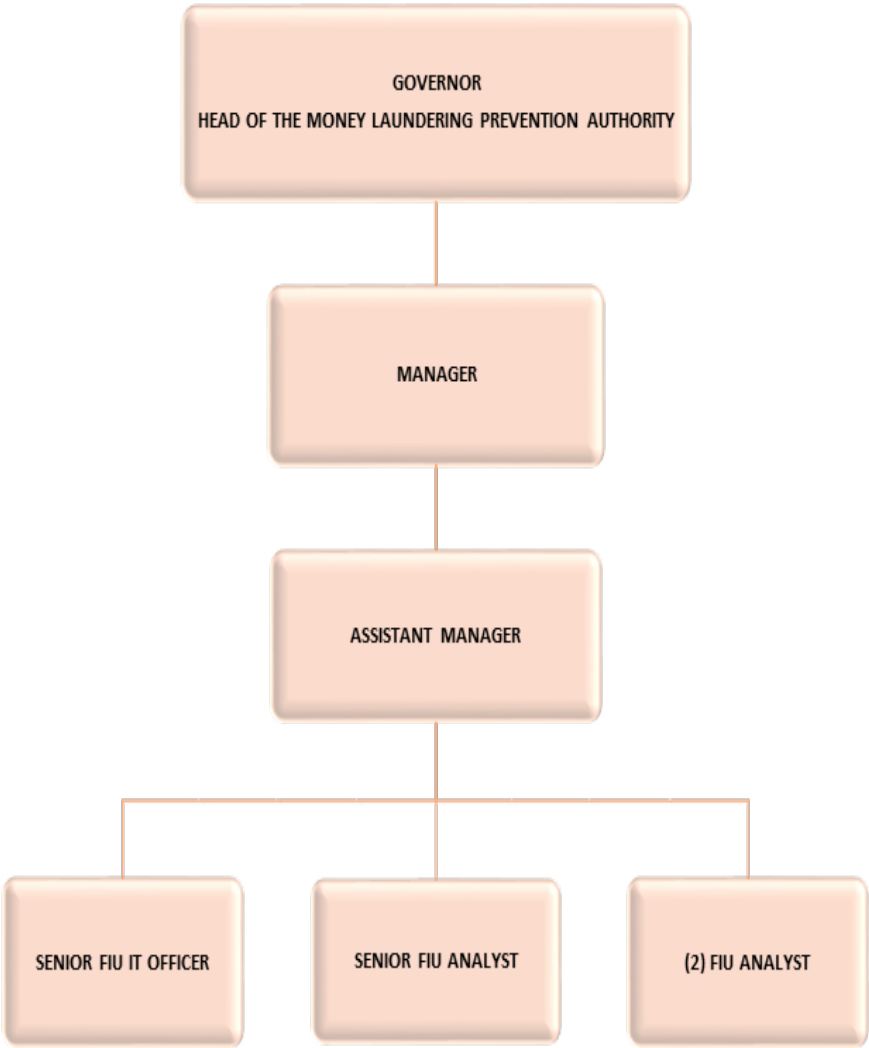 GOVERNOR
HEAD OF THE MONEY LAUNDERING PREVENTION AUTHORITY
MANAGER
ASSISTANT MANAGER
SENIOR FIU IT OFFICER
SENIOR FIU ANALYST
(2) FIU ANALYST